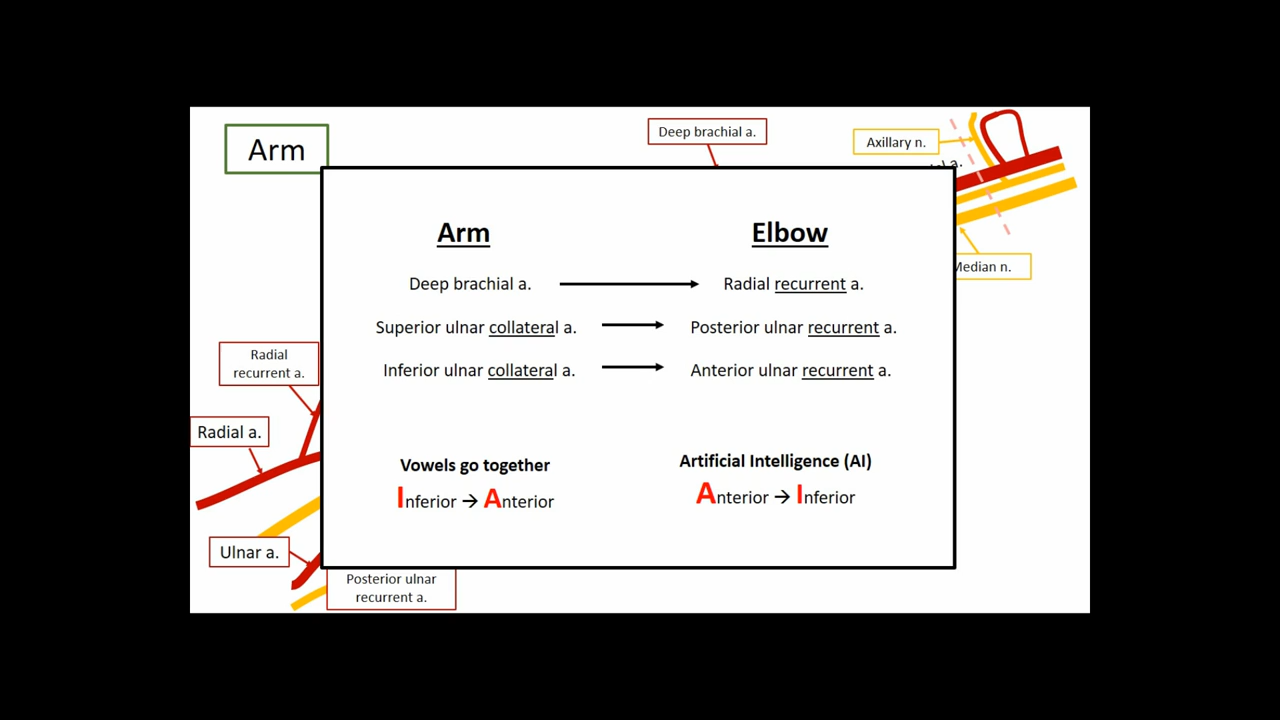 Arm
Deep brachial a.
Axillary n.
a.
Median n.
Arm
Elbow
Deep brachial a.
Radial recurrent a.
Superior ulnar collateral a.
Posterior ulnar recurrent a.
Inferior ulnar collateral a.
Anterior ulnar recurrent a.
Radial
recurrent a.
Radial a.
Vowels go together
Inferior → Anterior
Artificial Intelligence (AI)
Anterior → Inferior
Ulnar a.
Posterior ulnar
recurrent a.